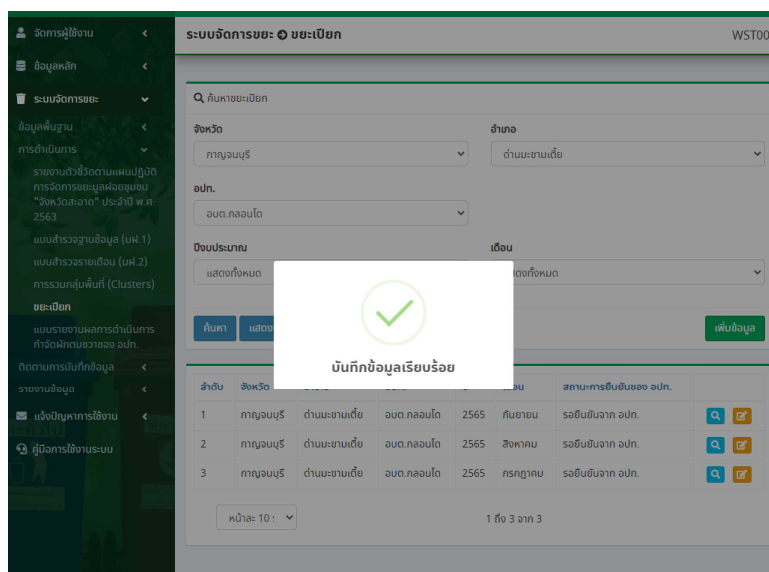 จัดการผู้ใช้งาน
ข้อมูลหลัก
ระบบจัดการขยะ
ข้อมูลพื้นฐาน
การดำเนินการ
รายงานตัวชี้วัดตามแผนปฏิบัติ
การจัดการขยะมูลฝอยชุมชน
"จังหวัดสะอาด" ประจำปี พ.ศ.
2563
แบบสำรวจฐานข้อมูล (มฝ.1)
แบบสำรวจรายเดือน (มฝ.2)
การรวมกลุ่มพื้นที่ (Clusters)
ขยะเปียก
แบบรายงานผลการดำเนินการ
กำจัดผักตบชวาของ อปท.
ติดตามการบันทึกข้อมูล
รายงานข้อมูล
แจ้งปัญหาการใช้งาน
คู่มือการใช้งานระบบ
ระบบจัดการขยะ ขยะเปียก WST00
ค้นหาขยะเปียก
จังหวัด อำเภอ
กาญจนบุรี ด่านมะขามเตี้ย
อปท.
อบต.กลอนโด
ปีงบประมาณ เดือน
แสดงทั้งหมด
ค้นหา แสดง เพิ่มข้อมูล
บันทึกข้อมูลเรียบร้อย
ลำดับ จังหวัด สถานะการยืนยันของ อปท.
1 กาญจนบุรี ด่านมะขามเตี้ย อบต.กลอนโด 2565 กันยายน รอยืนยันจาก อปท.
2 กาญจนบุรี ด่านมะขามเตี้ย อบต.กลอนโด 2565 สิงหาคม รอยืนยันจาก อปท.
3 กาญจนบุรี ด่านมะขามเตี้ย อบต.กลอนโด 2565 กรกฎาคม รอยืนยันจาก อปท.
หน้าละ 10 : 1 ถึง 3 จาก 3